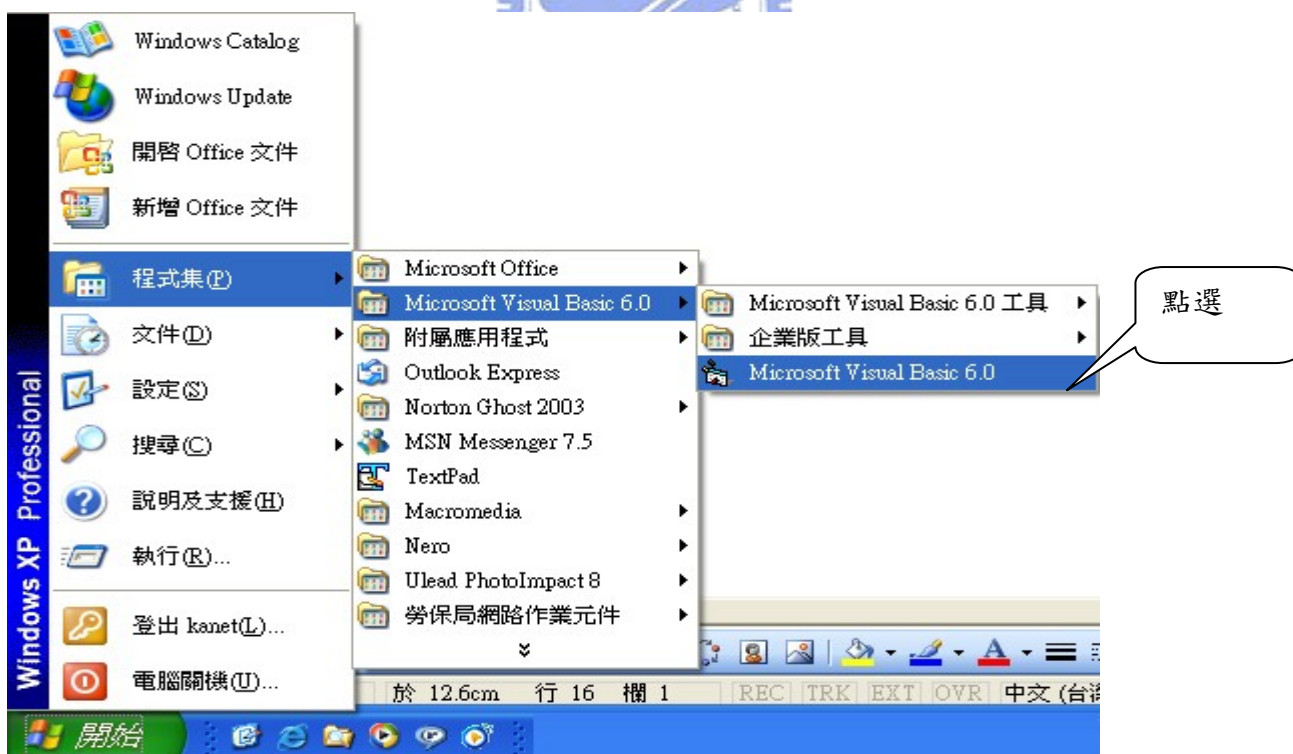 Windows Catalog
Windows Update
開啓 Office 文件
新增 Office 文件
程式集(P)
文件(D)
設定(S)
搜尋(C)
說明及支援(H)
執行(R)...
登出 kanet(L)...
電腦關機(U)...
Windows XP Professional
Microsoft Office
Microsoft Visual Basic 6.0
附屬應用程式
Outlook Express
Norton Ghost 2003
MSN Messenger 7.5
TextPad
Macromedia
Nero
Ulead PhotoImpact 8
勞保局網路作業元件
Microsoft Visual Basic 6.0 工具
企業版工具
Microsoft Visual Basic 6.0
點選
於 12.6cm 行 16 欄 1 REC TRK EXT OVR 中文 (台
開始